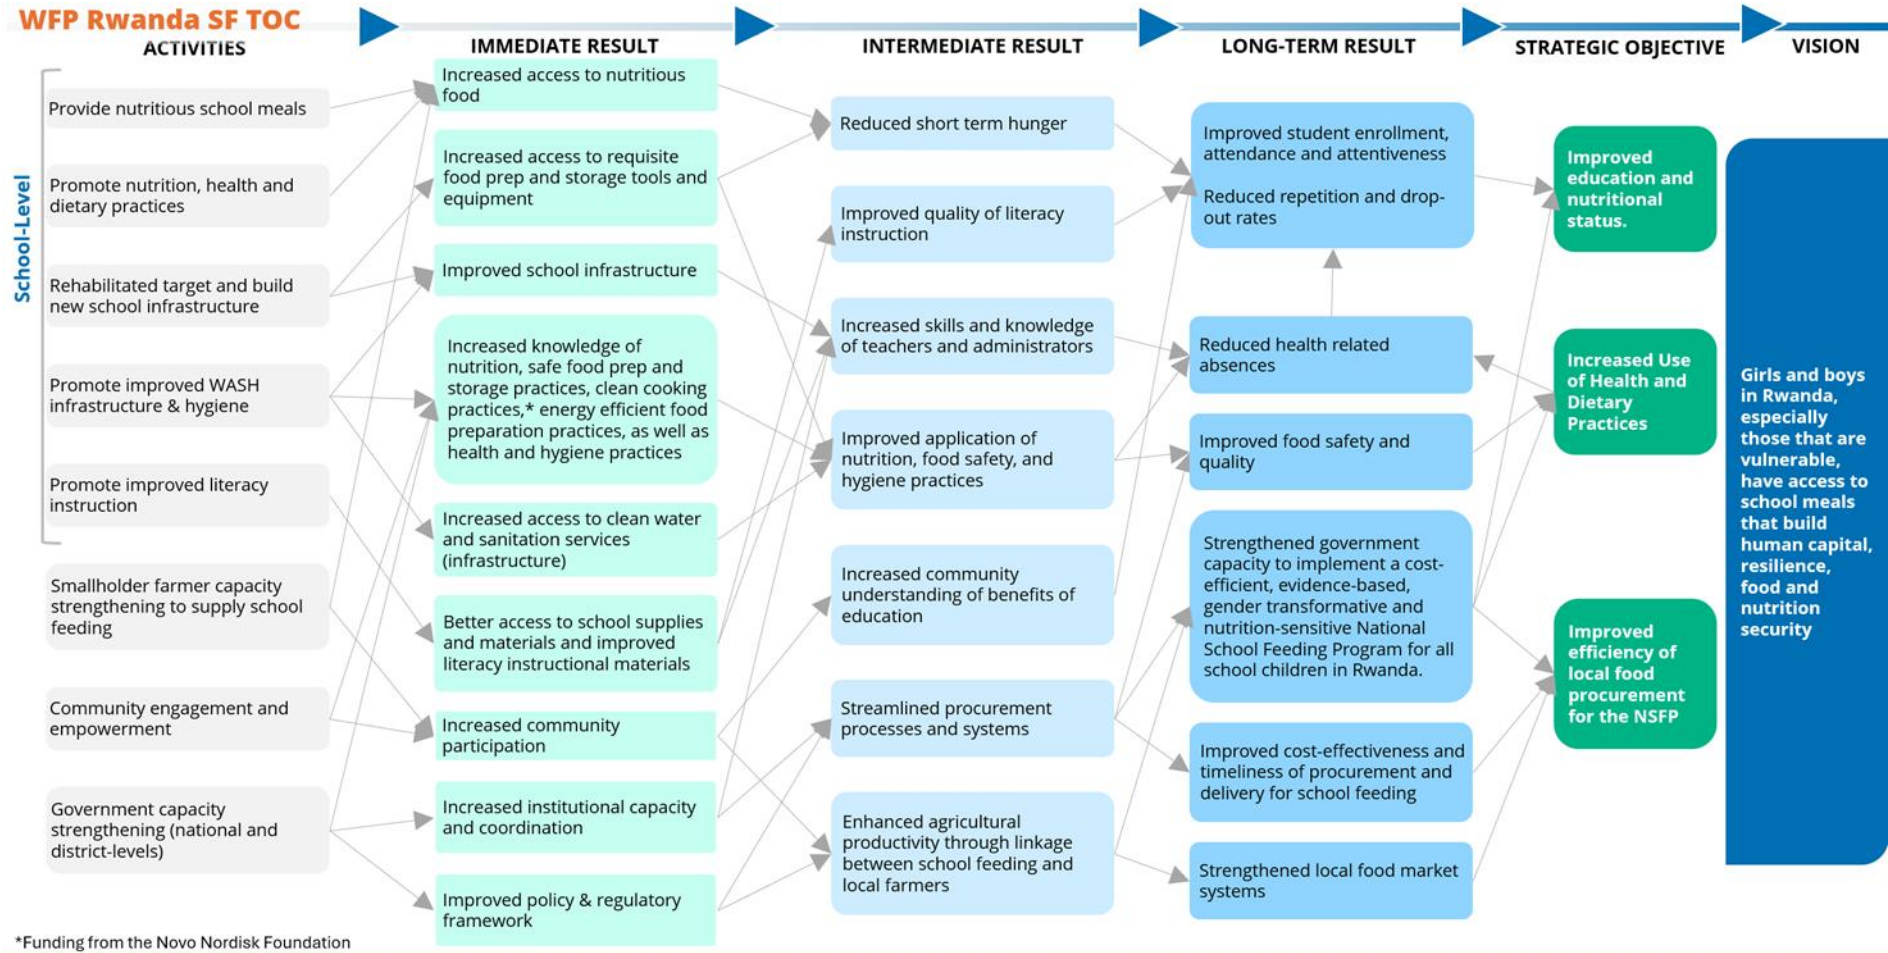 WFP Rwanda SF TOC
ACTIVITIES
IMMEDIATE RESULT
INTERMEDIATE RESULT
LONG-TERM RESULT
STRATEGIC OBJECTIVE
VISION
School-Level
Provide nutritious school meals
Promote nutrition, health and
dietary practices
Rehabilitated target and build
new school infrastructure
Promote improved WASH
infrastructure & hygiene
Promote improved literacy
instruction
Smallholder farmer capacity
strengthening to supply school
feeding
Community engagement and
empowerment
Government capacity
strengthening (national and
district-levels)
Increased access to nutritious
food
Increased access to requisite
food prep and storage tools and
equipment
Improved school infrastructure
Increased knowledge of
nutrition, safe food prep and
storage practices, clean cooking
practices,* energy efficient food
preparation practices, as well as
health and hygiene practices
Increased access to clean water
and sanitation services
(infrastructure)
Better access to school supplies
and materials and improved
literacy instructional materials
Increased community
participation
Increased institutional capacity
and coordination
Improved policy & regulatory
framework
Reduced short term hunger
Improved quality of literacy
instruction
Increased skills and knowledge
of teachers and administrators
Improved application of
nutrition, food safety, and
hygiene practices
Increased community
understanding of benefits of
education
Streamlined procurement
processes and systems
Enhanced agricultural
productivity through linkage
between school feeding and
local farmers
Improved student enrollment,
attendance and attentiveness
Reduced repetition and drop-
out rates
Reduced health related
absences
Improved food safety and
quality
Strengthened government
capacity to implement a cost-
efficient, evidence-based,
gender transformative and
nutrition-sensitive National
School Feeding Program for all
school children in Rwanda.
Improved cost-effectiveness and
timeliness of procurement and
delivery for school feeding
Strengthened local food market
systems
Improved
education and
nutritional
status.
Increased Use
of Health and
Dietary
Practices
Improved
efficiency of
local food
procurement
for the NSFP
Girls and boys
in Rwanda,
especially
those that are
vulnerable,
have access to
school meals
that build
human capital,
resilience,
food and
nutrition
security
*Funding from the Novo Nordisk Foundation